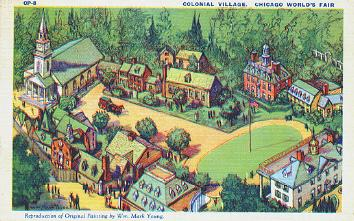 OP-8
COLONIAL VILLAGE. CHICAGO WORLD'S FAIR
Reproduction of Original Painting by Wm. Mark Young.